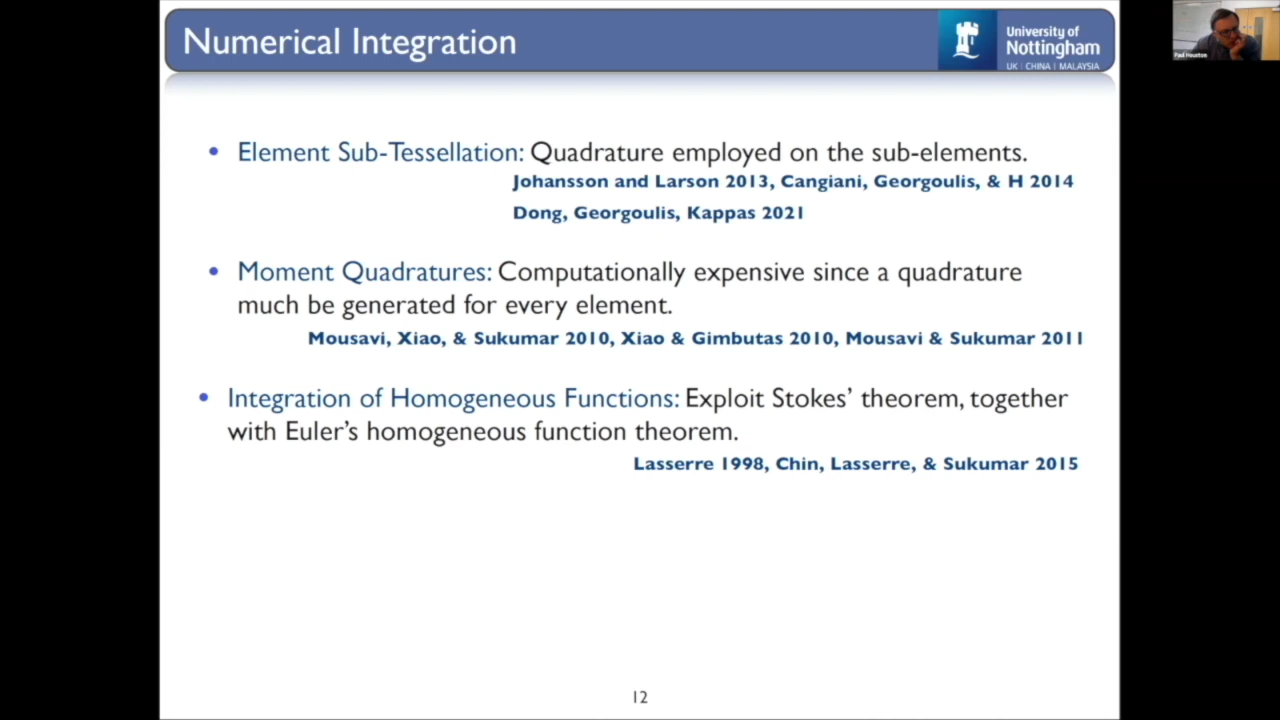 Numerical Integration
University of
Nottingham
UK | CHINA | MALAYSIA
Paul Houston
• Element Sub-Tessellation: Quadrature employed on the sub-elements.
Johansson and Larson 2013, Cangiani, Georgoulis, & H 2014
Dong, Georgoulis, Kappas 2021
• Moment Quadratures: Computationally expensive since a quadrature
much be generated for every element.
Mousavi, Xiao, & Sukumar 2010, Xiao & Gimbutas 2010, Mousavi & Sukumar 2011
• Integration of Homogeneous Functions: Exploit Stokes’ theorem, together
with Euler’s homogeneous function theorem.
Lasserre 1998, Chin, Lasserre, & Sukumar 2015
12